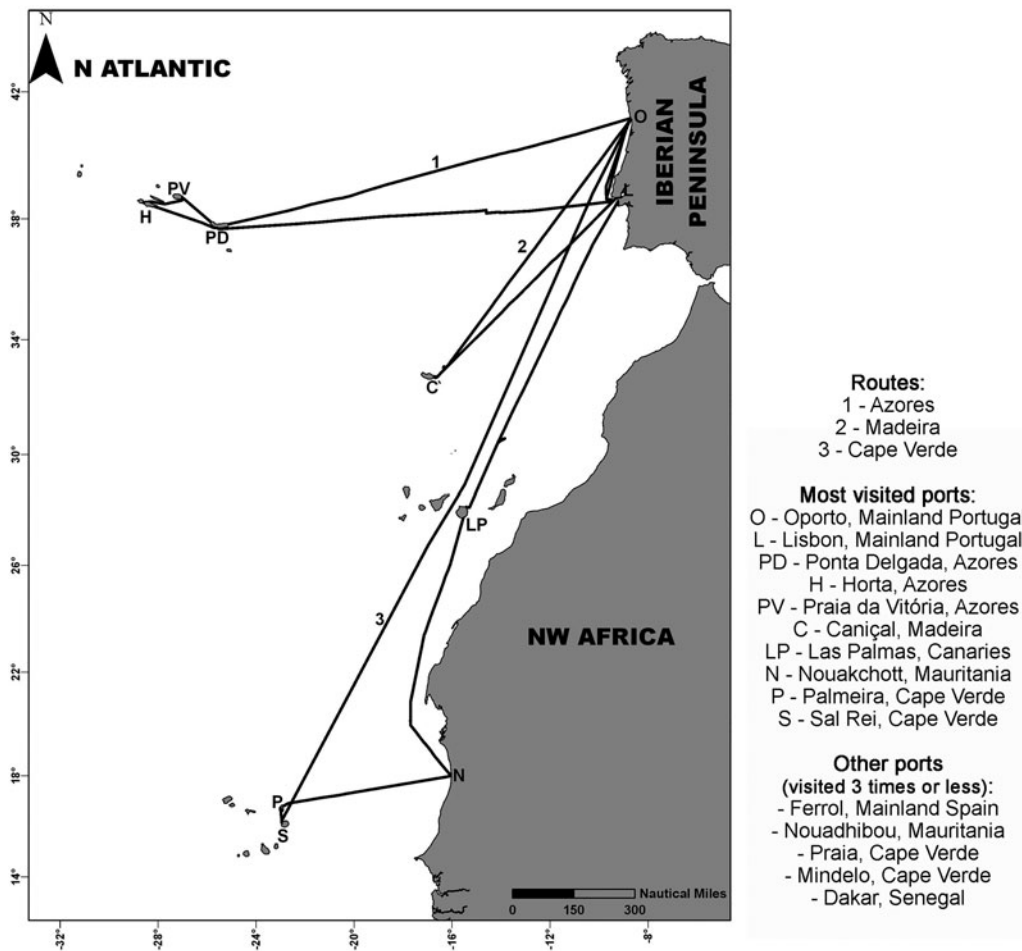 N
N ATLANTIC
42°
38°
34°
30°
26°
22°
18°
14°
-32°
-28°
-24°
-20°
-16°
-12°
-8°
IBERIAN
PENINSULA
O
L
1
PV
H
PD
2
C
LP
3
NW AFRICA
N
P
S
Nautical Miles
0 150 300
Routes:
1 - Azores
2 - Madeira
3 - Cape Verde
Most visited ports:
O - Oporto, Mainland Portuga
L - Lisbon, Mainland Portugal
PD - Ponta Delgada, Azores
H - Horta, Azores
PV - Praia da Vitória, Azores
C - Caniçal, Madeira
LP - Las Palmas, Canaries
N - Nouakchott, Mauritania
P - Palmeira, Cape Verde
S - Sal Rei, Cape Verde
Other ports
(visited 3 times or less):
- Ferrol, Mainland Spain
- Nouadhibou, Mauritania
- Praia, Cape Verde
- Mindelo, Cape Verde
- Dakar, Senegal